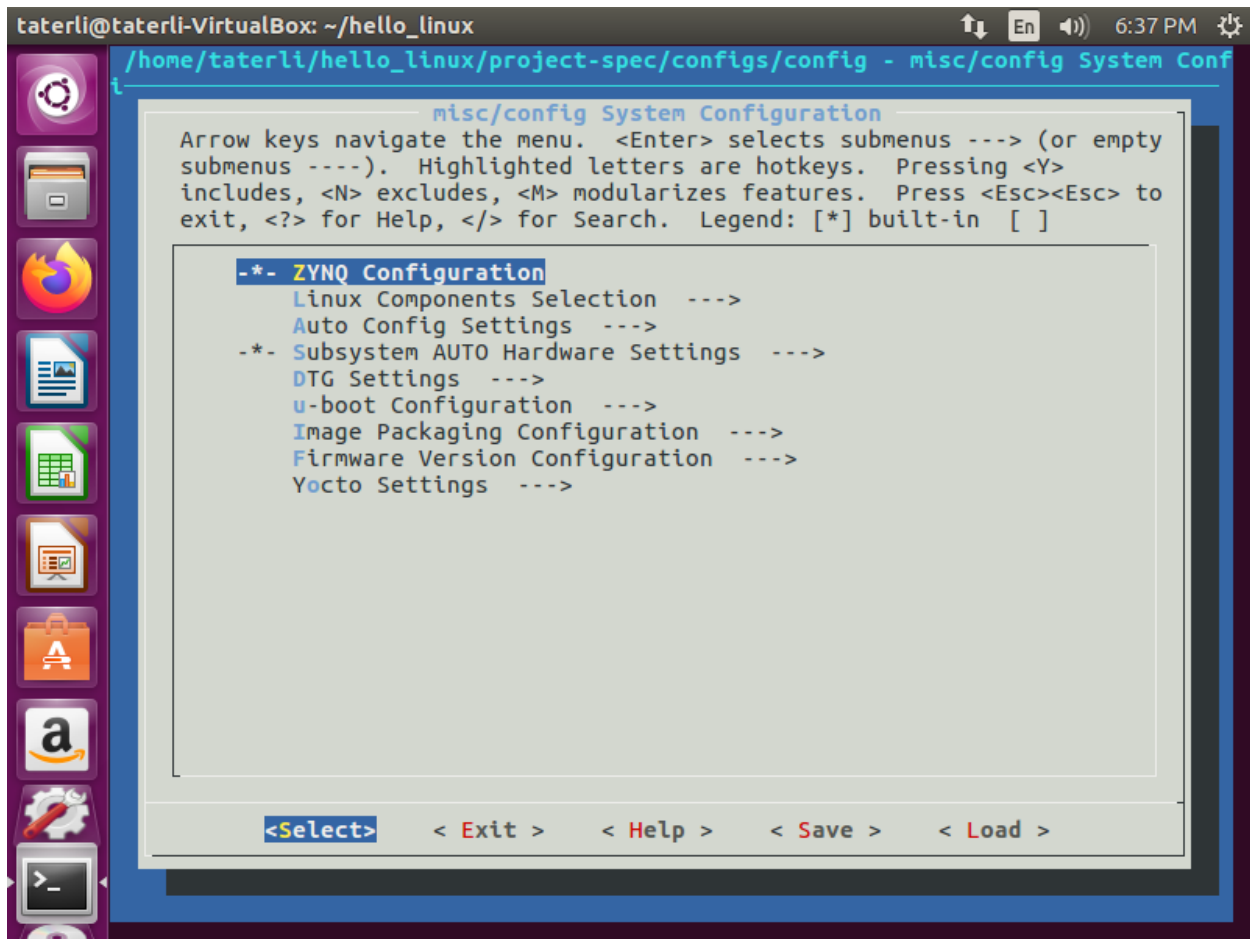 taterli@taterli-VirtualBox: ~/hello_linux En 6:37 PM
/home/taterli/hello_linux/project-spec/configs/config - misc/config System Conf
i
misc/config System Configuration
Arrow keys navigate the menu.  <Enter> selects submenus ---> (or empty
submenus ----).  Highlighted letters are hotkeys.  Pressing <Y>
includes, <N> excludes, <M> modularizes features.  Press <Esc><Esc> to
exit, <?> for Help, </> for Search.  Legend: [*] built-in  [ ]
-*- ZYNQ Configuration
Linux Components Selection  --->
Auto Config Settings  --->
-*- Subsystem AUTO Hardware Settings  --->
DTG Settings  --->
u-boot Configuration  --->
Image Packaging Configuration  --->
Firmware Version Configuration  --->
Yocto Settings  --->
<Select>    < Exit >    < Help >    < Save >    < Load >